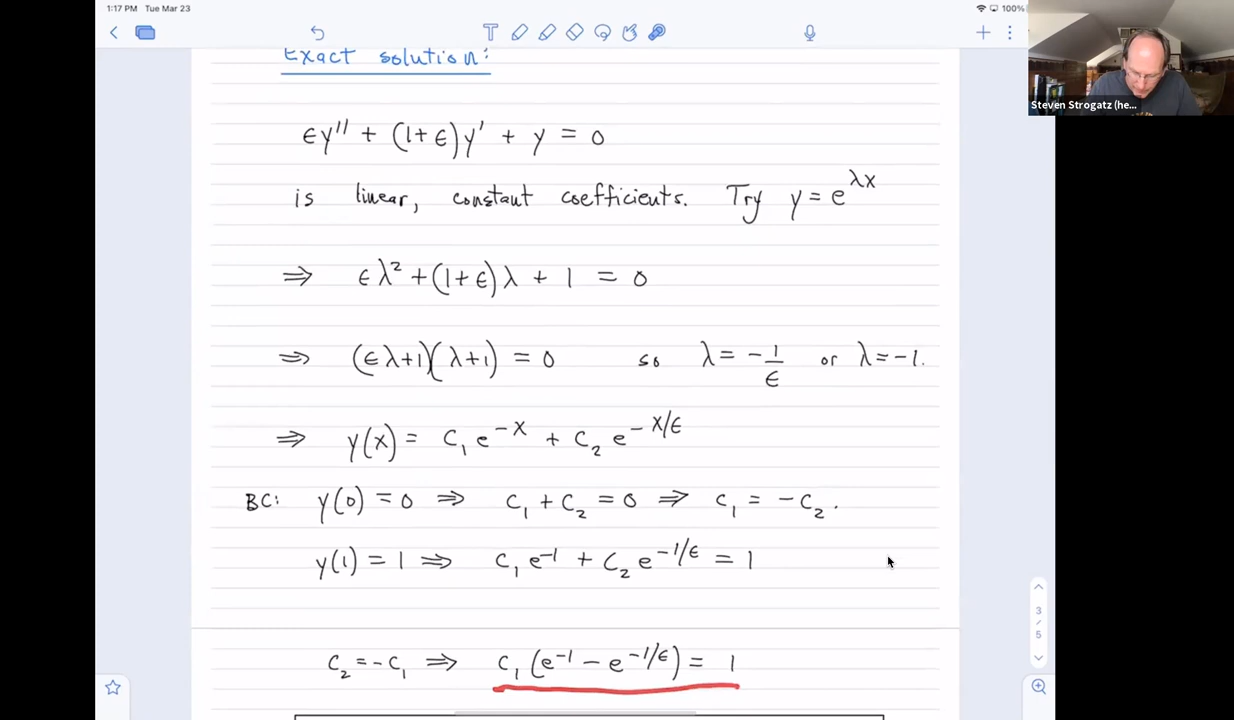 1:17 PM Tue Mar 23
100%
Exact solution:
Steven Strogatz (he...
ϵy'' + (1+ϵ)y' + y = 0
is linear, constant coefficients. Try y = e^{λx}
⇒ ϵλ² + (1+ϵ)λ + 1 = 0
⇒ (ϵλ+1)(λ+1) = 0 so λ = -1/ϵ or λ = -1.
⇒ y(x) = C₁e^{-x} + C₂e^{-x/ϵ}
BC: y(0) = 0 ⇒ C₁ + C₂ = 0 ⇒ C₁ = -C₂.
y(1) = 1 ⇒ C₁e^{-1} + C₂e^{-1/ϵ} = 1
3 / 5
C₂ = -C₁ ⇒ C₁(e^{-1} - e^{-1/ϵ}) = 1